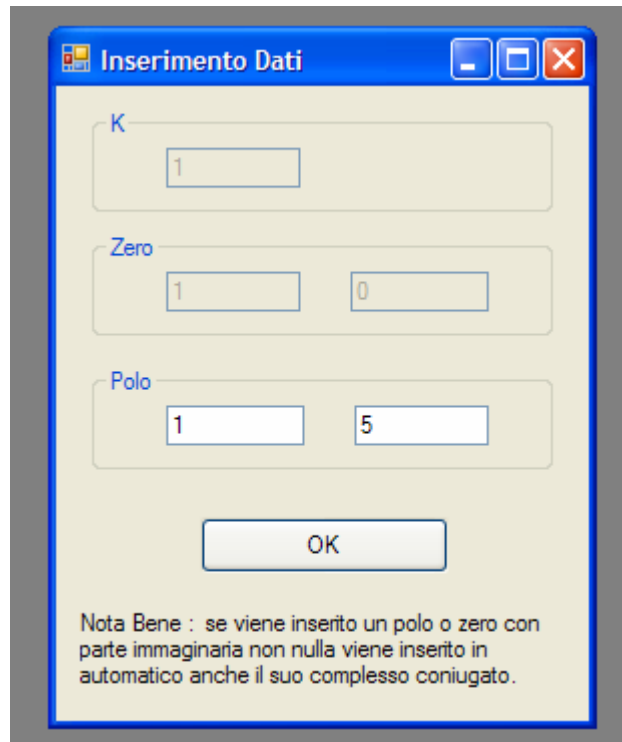 Inserimento Dati
K
1
Zero
1 0
Polo
1 5
OK
Nota Bene : se viene inserito un polo o zero con
parte immaginaria non nulla viene inserito in
automatico anche il suo complesso coniugato.